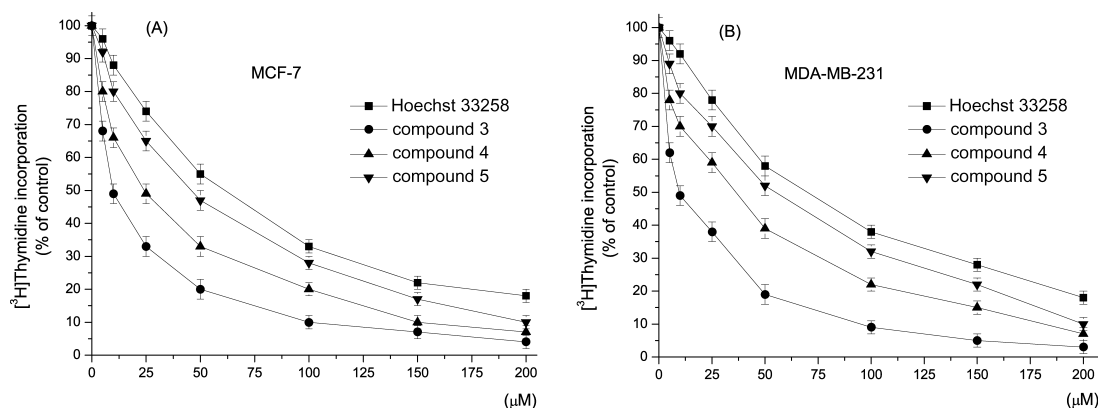 (A)
MCF-7
Hoechst 33258
compound 3
compound 4
compound 5
[³H]Thymidine incorporation
(% of control)
100
90
80
70
60
50
40
30
20
10
0
0 25 50 75 100 125 150 175 200
(μM)
(B)
MDA-MB-231
Hoechst 33258
compound 3
compound 4
compound 5
[³H]Thymidine incorporation
(% of control)
100
90
80
70
60
50
40
30
20
10
0
0 25 50 75 100 125 150 175 200
(μM)